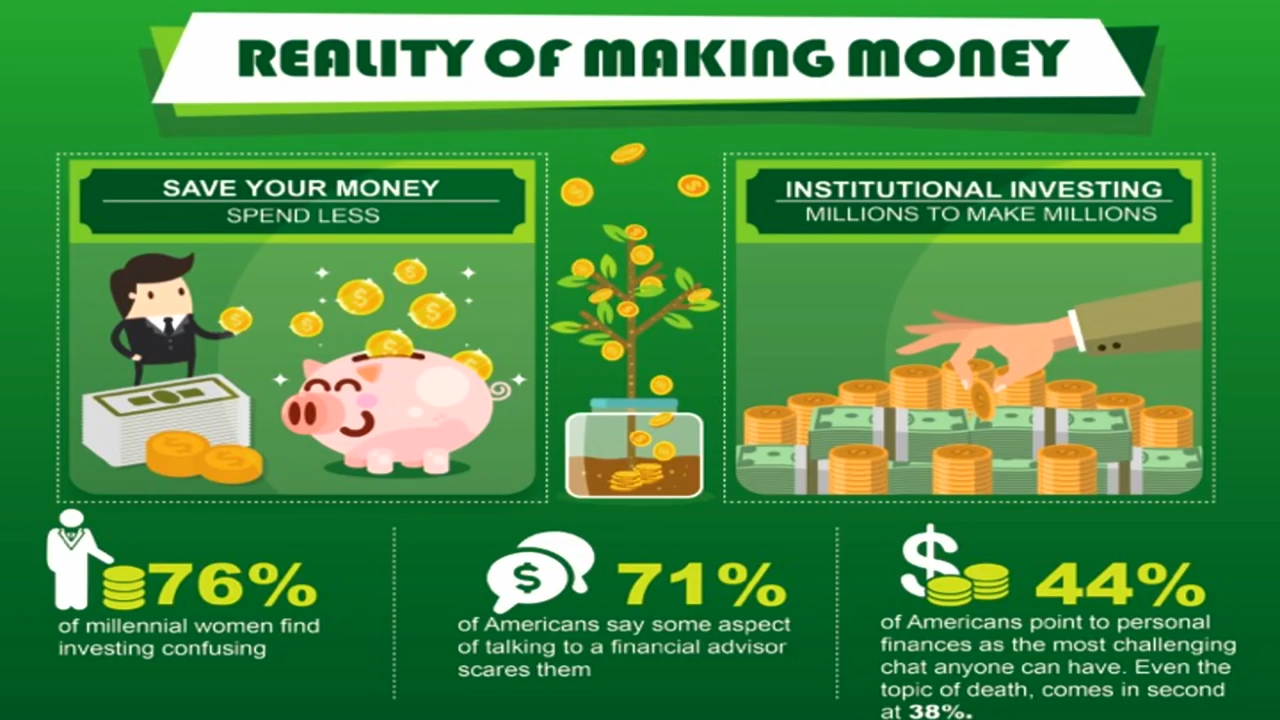 REALITY OF MAKING MONEY
SAVE YOUR MONEY
SPEND LESS
INSTITUTIONAL INVESTING
MILLIONS TO MAKE MILLIONS
76%
of millennial women find
investing confusing
71%
of Americans say some aspect
of talking to a financial advisor
scares them
44%
of Americans point to personal
finances as the most challenging
chat anyone can have. Even the
topic of death, comes in second
at 38%.